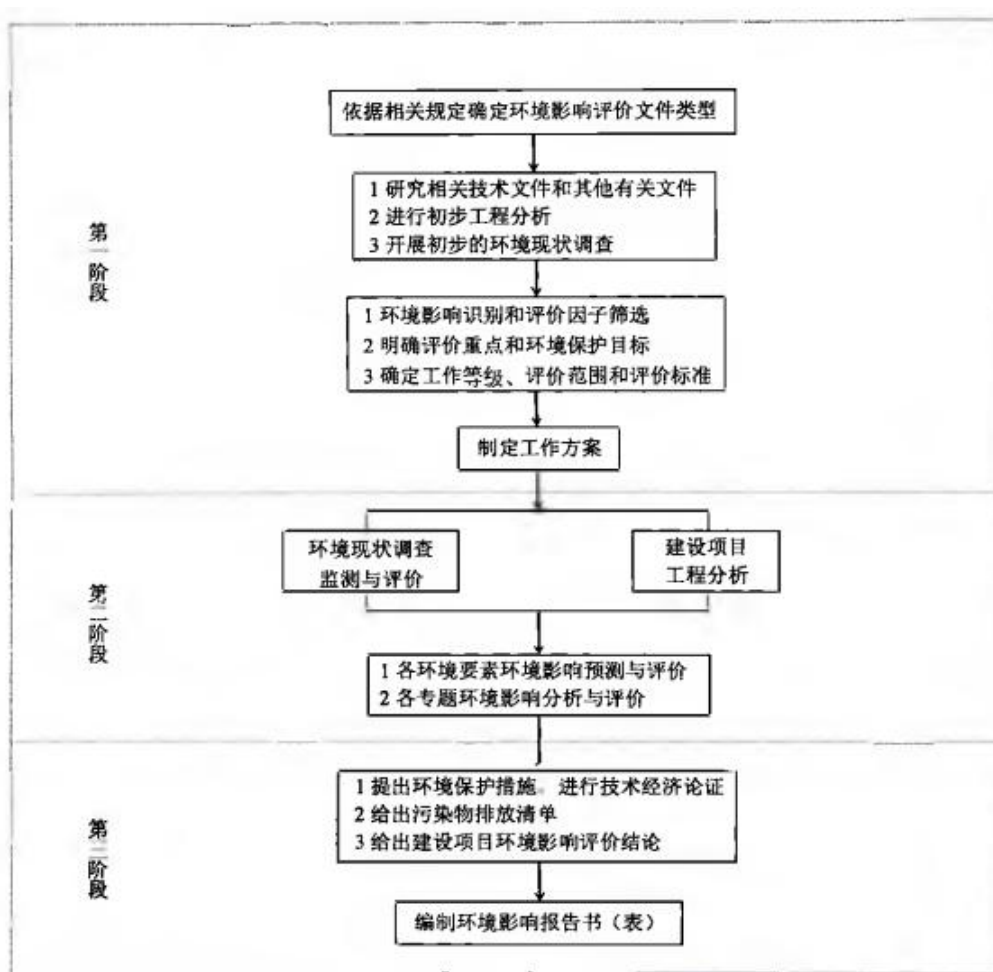 依据相关规定确定环境影响评价文件类型
1 研究相关技术文件和其他有关文件
2 进行初步工程分析
3 开展初步的环境现状调查
第一阶段
1 环境影响识别和评价因子筛选
2 明确评价重点和环境保护目标
3 确定工作等级、评价范围和评价标准
制定工作方案
环境现状调查
监测与评价
建设项目
工程分析
第二阶段
1 各环境要素环境影响预测与评价
2 各专题环境影响分析与评价
1 提出环境保护措施。进行技术经济论证
2 给出污染物排放清单
3 给出建设项目环境影响评价结论
第三阶段
编制环境影响报告书（表）